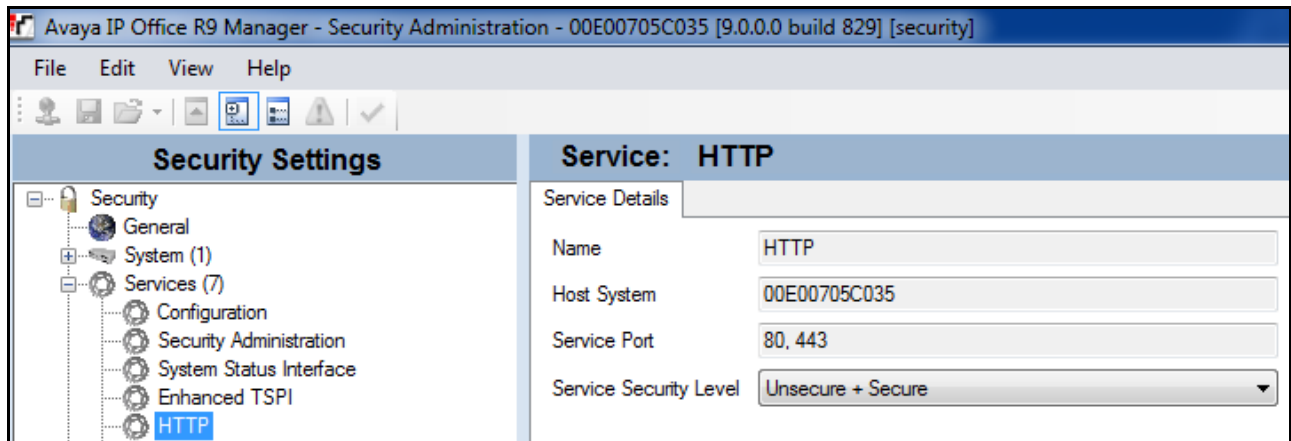 Avaya IP Office R9 Manager - Security Administration - 00E00705C035 [9.0.0.0 build 829] [security]
File Edit View Help
Security Settings
Security
General
System (1)
Services (7)
Configuration
Security Administration
System Status Interface
Enhanced TSPI
HTTP
Service: HTTP
Service Details
Name HTTP
Host System 00E00705C035
Service Port 80, 443
Service Security Level Unsecure + Secure